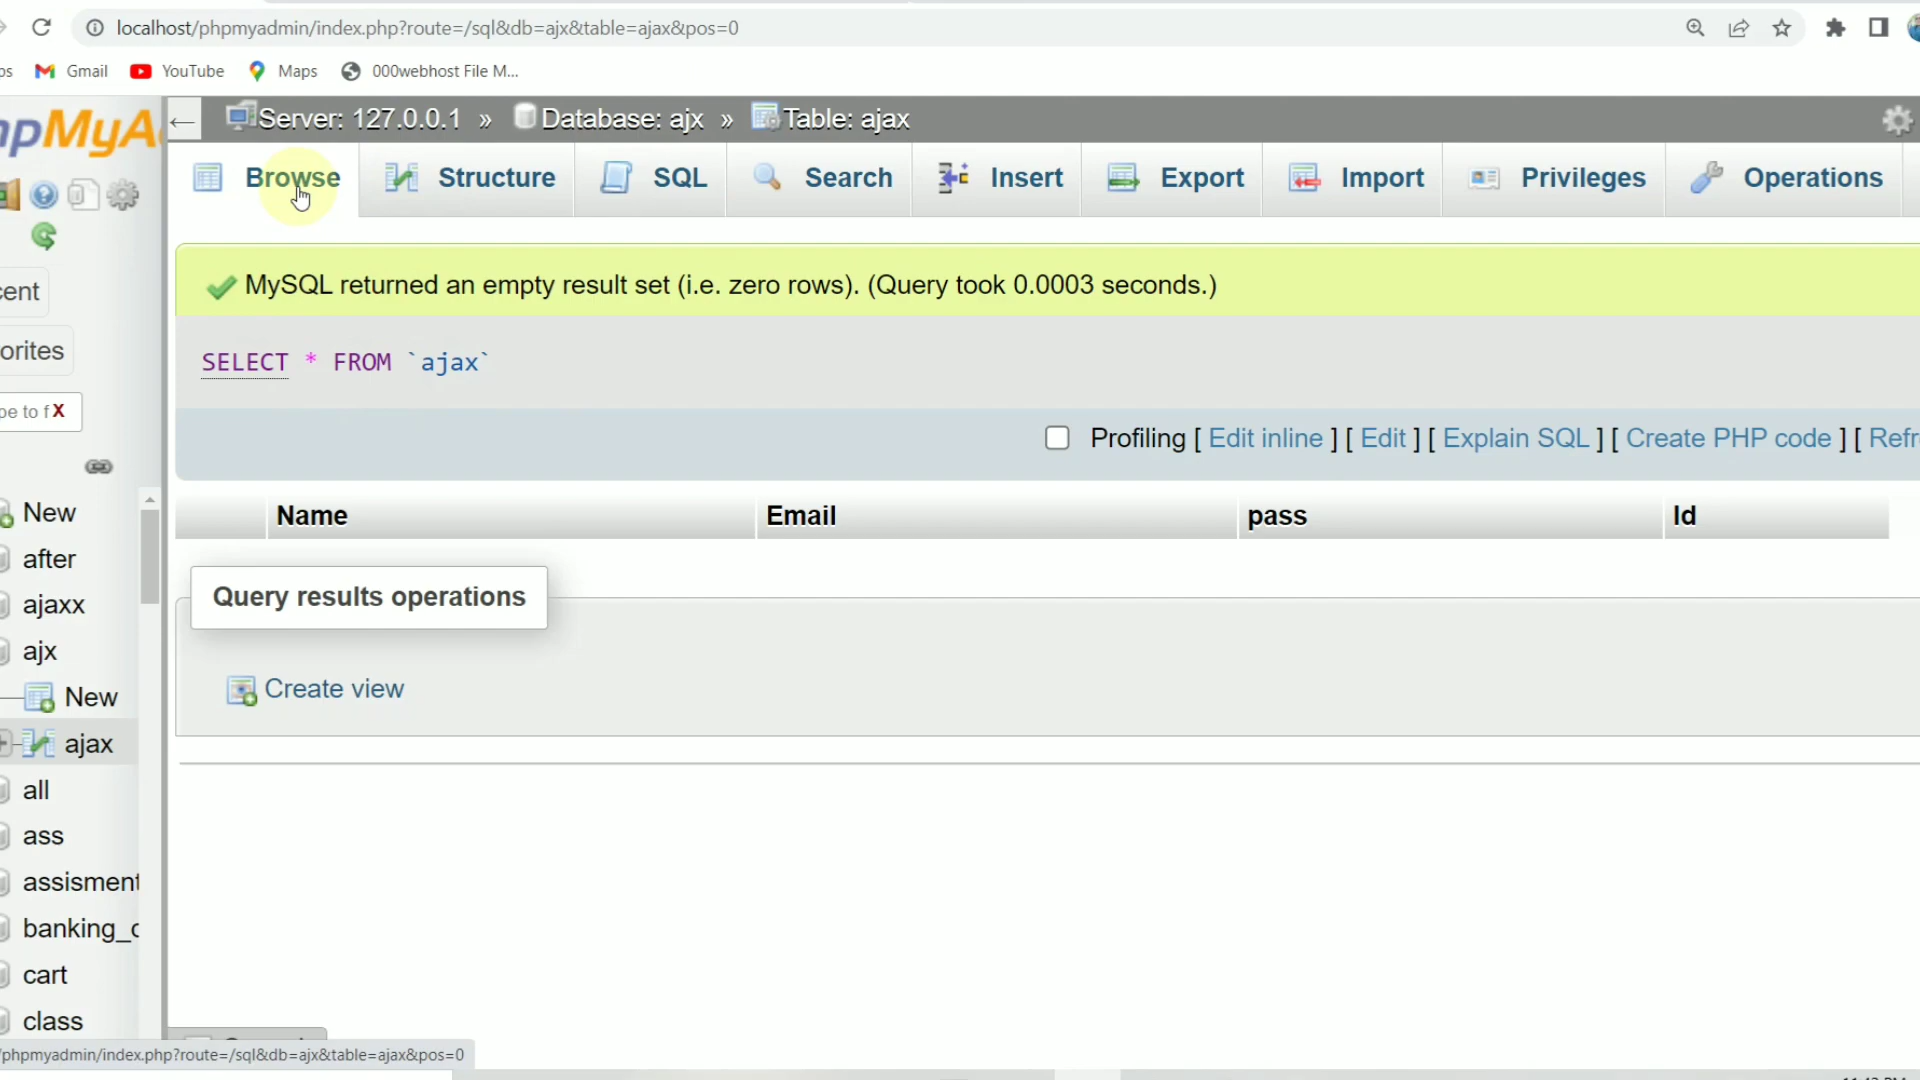 localhost/phpmyadmin/index.php?route=/sql&db=ajx&table=ajax&pos=0
Gmail
YouTube
Maps
000webhost File M...
Server: 127.0.0.1 » Database: ajx » Table: ajax
Browse
Structure
SQL
Search
Insert
Export
Import
Privileges
Operations
MySQL returned an empty result set (i.e. zero rows). (Query took 0.0003 seconds.)
SELECT * FROM `ajax`
Profiling [ Edit inline ] [ Edit ] [ Explain SQL ] [ Create PHP code ] [ Refr
Name Email pass Id
Query results operations
Create view
hpMyA
cent
orites
pe to f X
New
after
ajaxx
ajx
New
ajax
all
ass
assisment
banking_c
cart
class
/phpmyadmin/index.php?route=/sql&db=ajx&table=ajax&pos=0